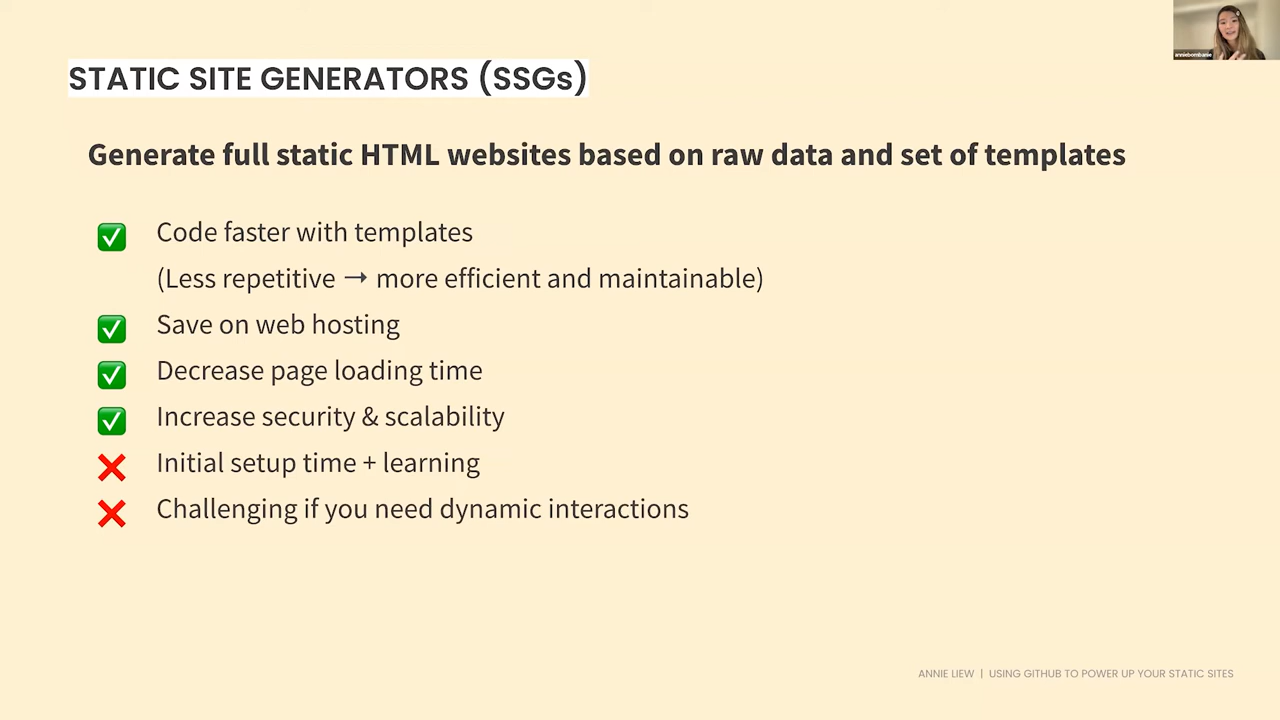 anniebombanie
STATIC SITE GENERATORS (SSGs)
Generate full static HTML websites based on raw data and set of templates
✅ Code faster with templates
(Less repetitive → more efficient and maintainable)
✅ Save on web hosting
✅ Decrease page loading time
✅ Increase security & scalability
❌ Initial setup time + learning
❌ Challenging if you need dynamic interactions
ANNIE LIEW | USING GITHUB TO POWER UP YOUR STATIC SITES